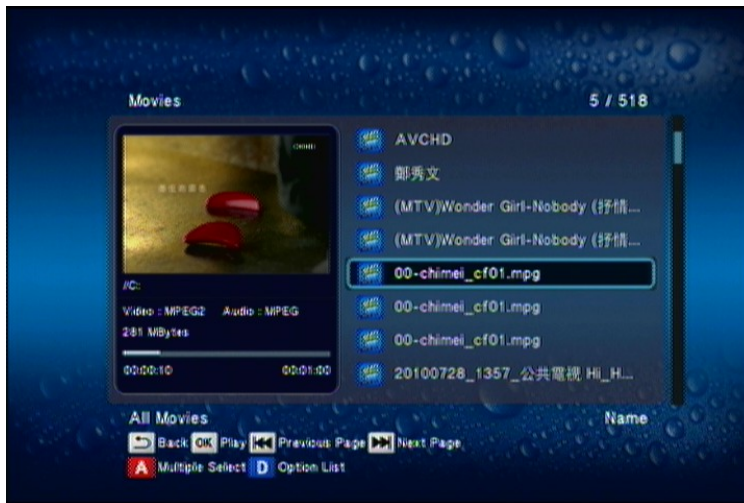 Movies
5 / 518
CHIMEI
AVCHD
鄭秀文
(MTV)Wonder Girl-Nobody (抒情...
(MTV)Wonder Girl-Nobody (抒情...
00-chimei_cf01.mpg
00-chimei_cf01.mpg
00-chimei_cf01.mpg
20100728_1357_公共電視 Hi_H...
//C:
Video : MPEG2 Audio : MPEG
281 MBytes
00:00:10
00:01:00
All Movies
Name
Back OK Play Previous Page Next Page
A Multiple Select D Option List